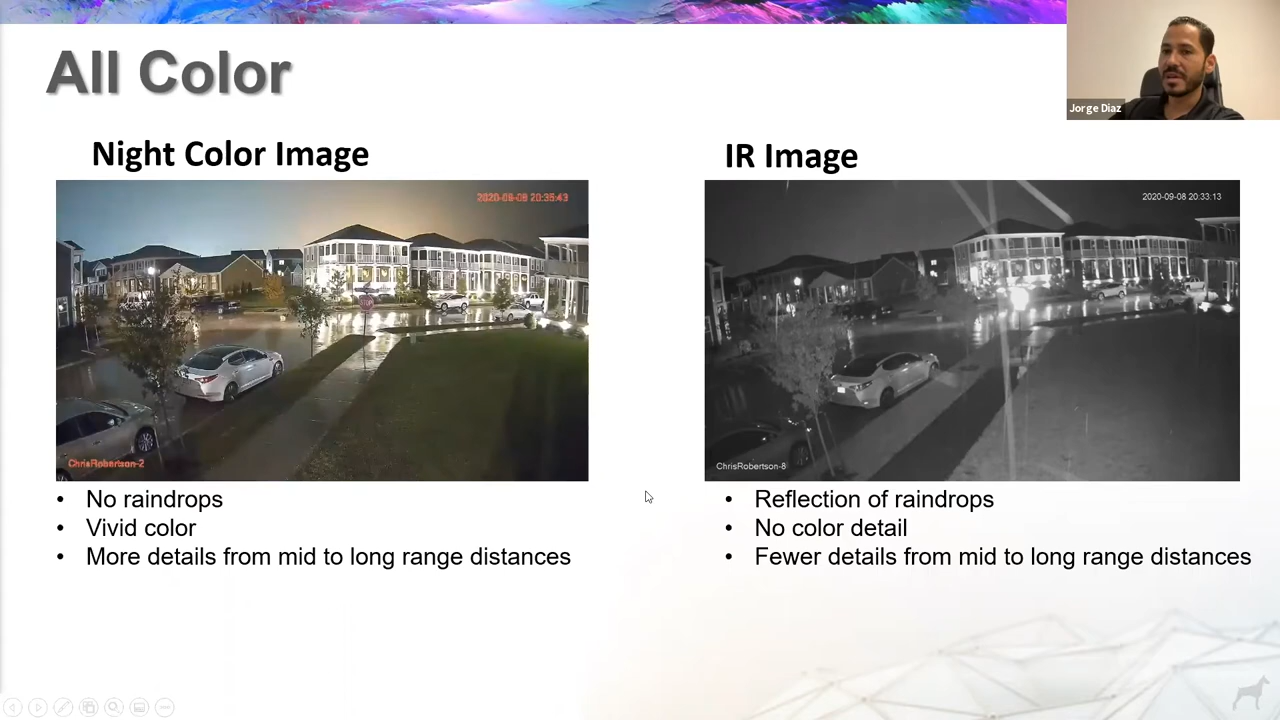 All Color
Jorge Diaz
Night Color Image
IR Image
2020-09-08 20:35:43
2020-09-08 20:33:13
STOP
ChrisRobertson-2
ChrisRobertson-8
• No raindrops
• Vivid color
• More details from mid to long range distances
• Reflection of raindrops
• No color detail
• Fewer details from mid to long range distances